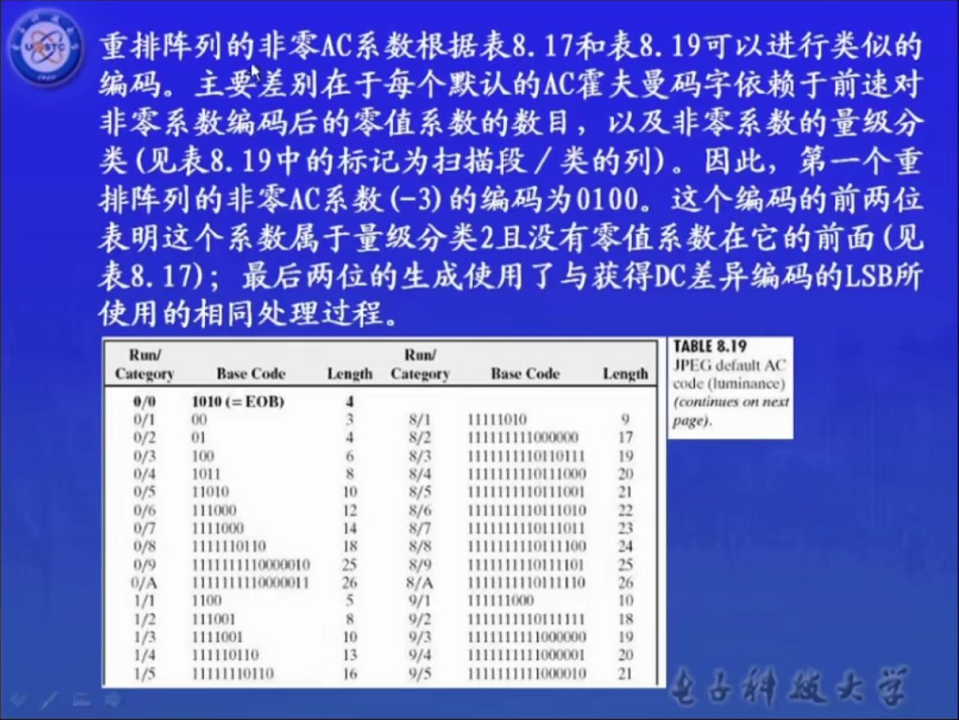 重排阵列的非零AC系数根据表8.17和表8.19可以进行类似的
编码。主要差别在于每个默认的AC霍夫曼码字依赖于前速对
非零系数编码后的零值系数的数目，以及非零系数的量级分
类(见表8.19中的标记为扫描段／类的列)。因此，第一个重
排阵列的非零AC系数(-3)的编码为0100。这个编码的前两位
表明这个系数属于量级分类2且没有零值系数在它的前面(见
表8.17)；最后两位的生成使用了与获得DC差异编码的LSB所
使用的相同处理过程。
TABLE 8.19
JPEG default AC
code (luminance)
(continues on next
page).
Run/ Run/
Category Base Code Length Category Base Code Length
0/0 1010 (= EOB) 4
0/1 00 3 8/1 11111010 9
0/2 01 4 8/2 111111111000000 17
0/3 100 6 8/3 1111111110110111 19
0/4 1011 8 8/4 1111111110111000 20
0/5 11010 10 8/5 1111111110111001 21
0/6 111000 12 8/6 1111111110111010 22
0/7 1111000 14 8/7 1111111110111011 23
0/8 1111110110 18 8/8 1111111110111100 24
0/9 1111111110000010 25 8/9 1111111110111101 25
0/A 1111111110000011 26 8/A 1111111110111110 26
1/1 1100 5 9/1 111111000 10
1/2 111001 8 9/2 1111111110111111 18
1/3 1111001 10 9/3 1111111111000000 19
1/4 111110110 13 9/4 1111111111000001 20
1/5 11111110110 16 9/5 1111111111000010 21
电子科技大学